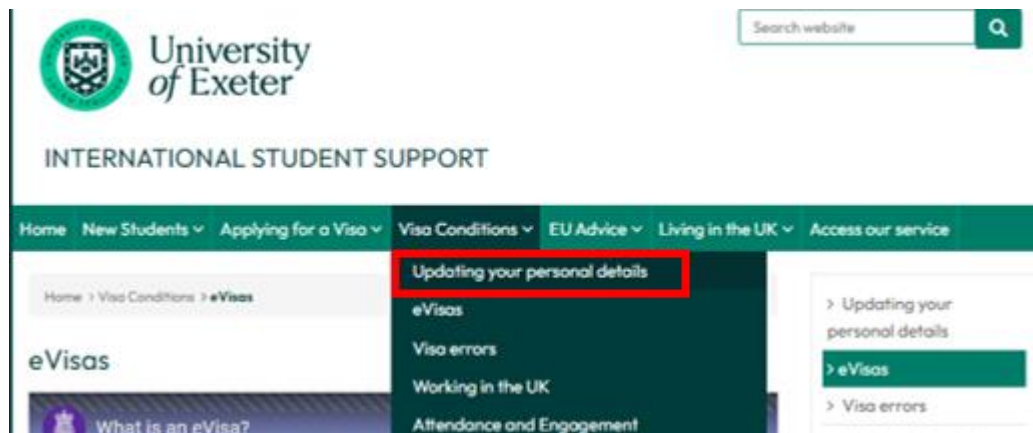 Search website
University
of Exeter
INTERNATIONAL STUDENT SUPPORT
Home New Students Applying for a Visa Visa Conditions EU Advice Living in the UK Access our service
Home > Visa Conditions > eVisas
Updating your personal details
eVisas
Visa errors
Working in the UK
Attendance and Engagement
eVisas
What is an eVisa?
> Updating your
personal details
> eVisas
> Visa errors